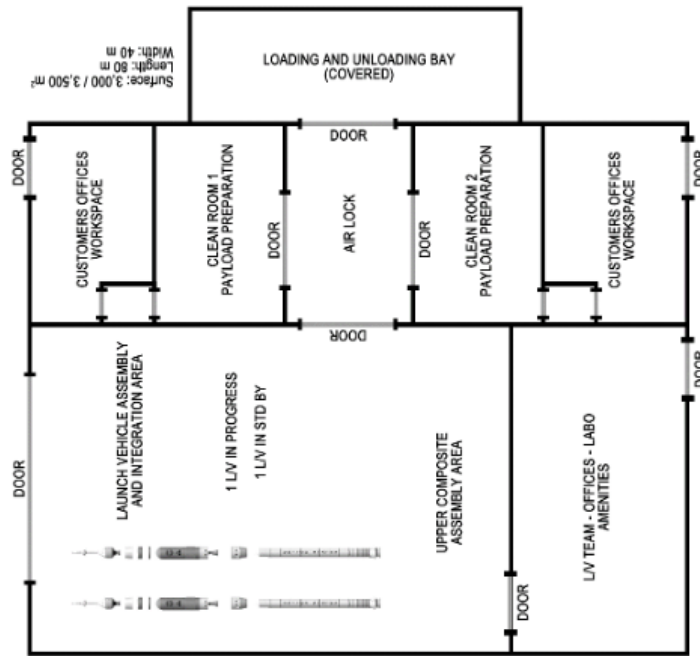 Surface: 3,000 / 3,500 m²
Length: 80 m
Width: 40 m
LOADING AND UNLOADING BAY
(COVERED)
DOOR
DOOR
CUSTOMERS OFFICES
WORKSPACE
CLEAN ROOM 1
PAYLOAD PREPARATION
DOOR
AIR LOCK
DOOR
CLEAN ROOM 2
PAYLOAD PREPARATION
CUSTOMERS OFFICES
WORKSPACE
DOOR
DOOR
DOOR
LAUNCH VEHICLE ASSEMBLY
AND INTEGRATION AREA
1 L/V IN PROGRESS
1 L/V IN STD BY
UPPER COMPOSITE
ASSEMBLY AREA
DOOR
L/V TEAM - OFFICES - LABO
AMENITIES
DOOR